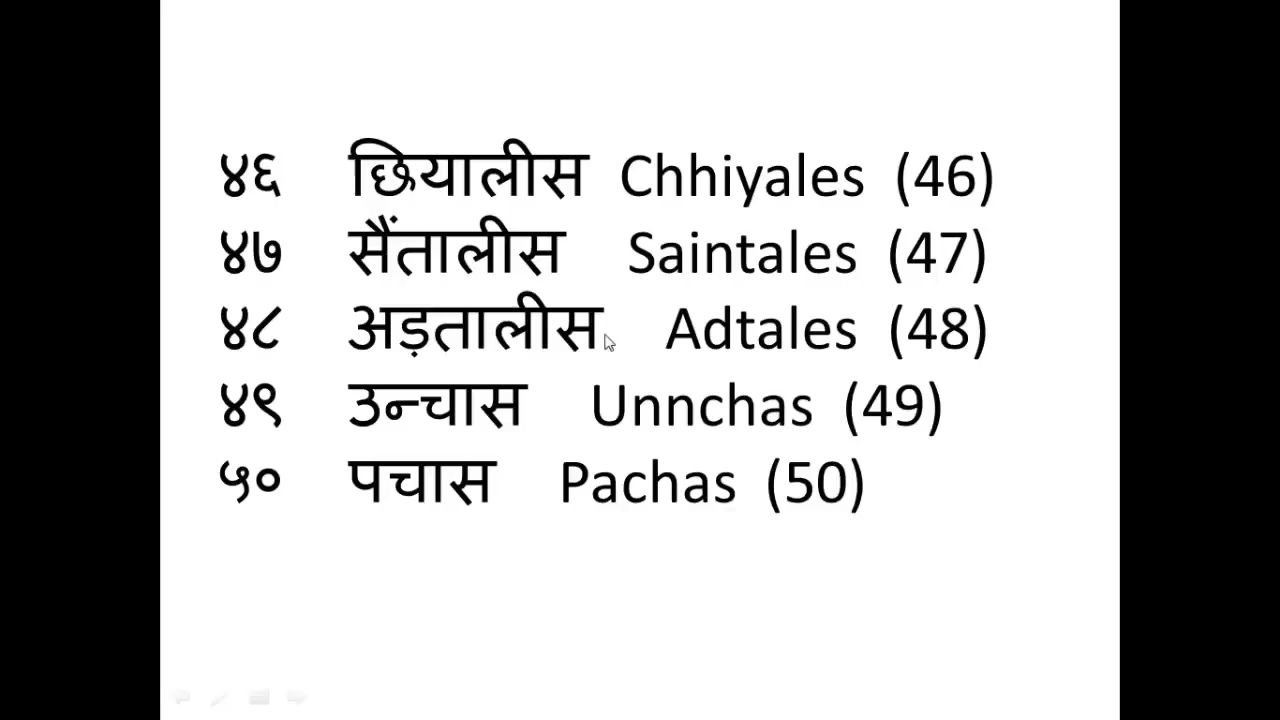 ४६ छियालीस Chhiyales (46)
४७ सैंतालीस Saintales (47)
४८ अड़तालीस Adtales (48)
४९ उन्चास Unnchas (49)
५० पचास Pachas (50)